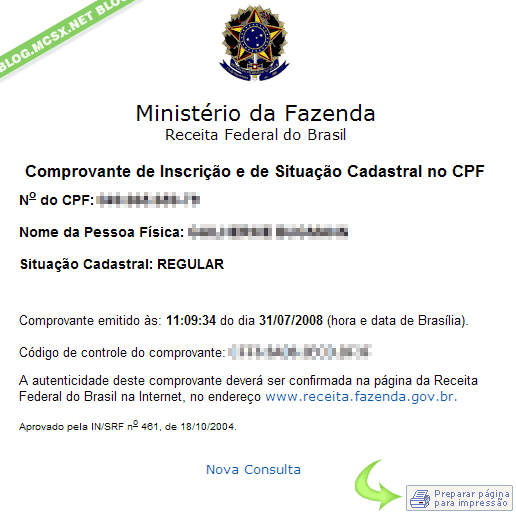 BLOG.MCSX.NET BLOG
Ministério da Fazenda
Receita Federal do Brasil
Comprovante de Inscrição e de Situação Cadastral no CPF
Nº do CPF:
Nome da Pessoa Física:
Situação Cadastral: REGULAR
Comprovante emitido às: 11:09:34 do dia 31/07/2008 (hora e data de Brasília).
Código de controle do comprovante:
A autenticidade deste comprovante deverá ser confirmada na página da Receita
Federal do Brasil na Internet, no endereço www.receita.fazenda.gov.br.
Aprovado pela IN/SRF nº 461, de 18/10/2004.
Nova Consulta
Preparar página
para impressão